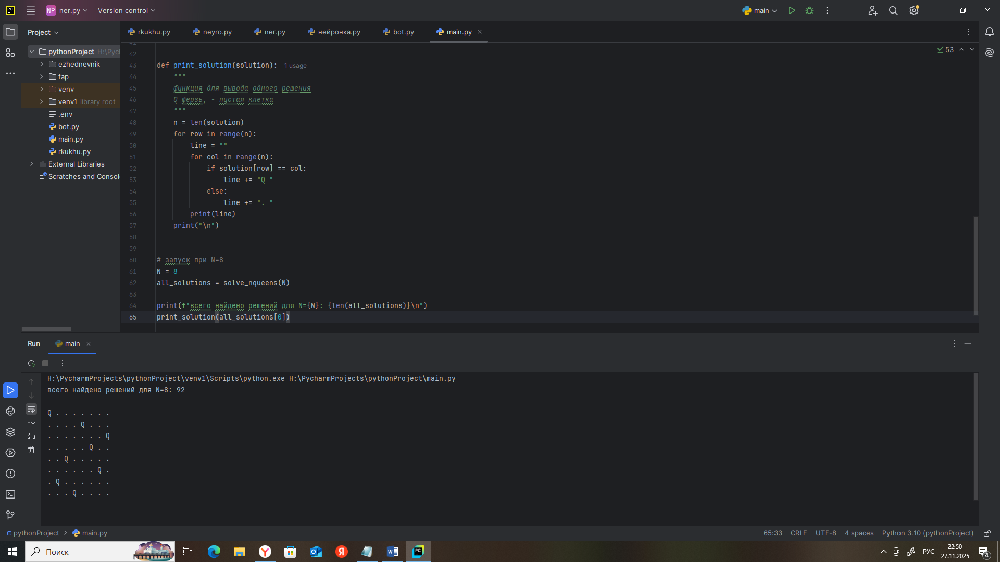 PC
NP ner.py Version control main
Project
rkukhu.py neyro.py ner.py нейронка.py bot.py main.py
pythonProject H:\Pych
ezhednevnik
fap
venv
venv1 library root
.env
bot.py
main.py
rkukhu.py
External Libraries
Scratches and Consol
53
41
42
43 def print_solution(solution): 1 usage
44 """
45 функция для вывода одного решения
46 Q ферзь, - пустая клетка
47 """
48 n = len(solution)
49 for row in range(n):
50 line = ""
51 for col in range(n):
52 if solution[row] == col:
53 line += "Q "
54 else:
55 line += ". "
56 print(line)
57 print("\n")
58
59
60 # запуск при N=8
61 N = 8
62 all_solutions = solve_nqueens(N)
63
64 print(f"всего найдено решений для N={N}: {len(all_solutions)}\n")
65 print_solution(all_solutions[0])
Run main
H:\PycharmProjects\pythonProject\venv1\Scripts\python.exe H:\PycharmProjects\pythonProject\main.py
всего найдено решений для N=8: 92
Q . . . . . . .
. . . . Q . . .
. . . . . . . Q
. . . . . Q . .
. . Q . . . . .
. . . . . . Q .
. Q . . . . . .
. . . Q . . . .
pythonProject main.py
65:33 CRLF UTF-8 4 spaces Python 3.10 (pythonProject)
Поиск
РУС
22:50
27.11.2025
4